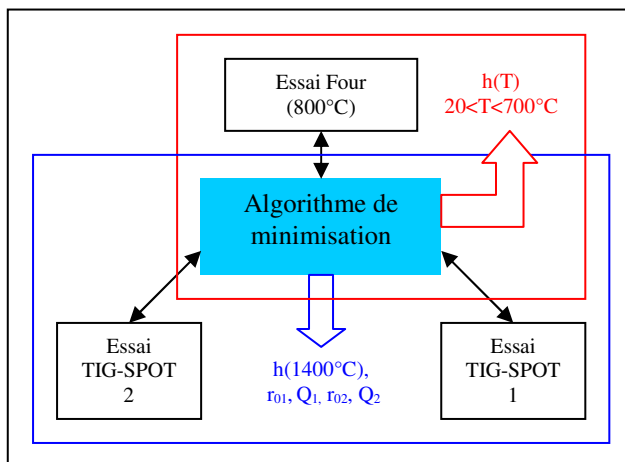 Essai Four
(800°C)
h(T)
20<T<700°C
Algorithme de
minimisation
Essai
TIG-SPOT
2
h(1400°C),
r01, Q1, r02, Q2
Essai
TIG-SPOT
1